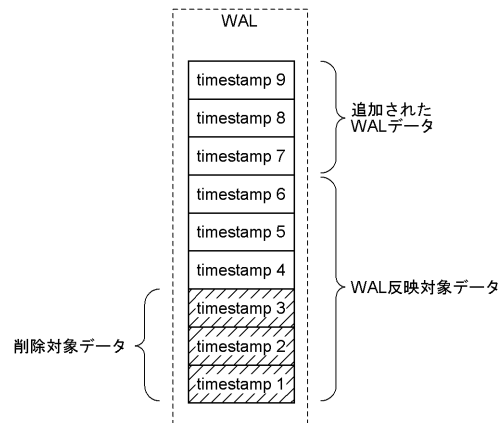 WAL
timestamp 9
timestamp 8
timestamp 7
timestamp 6
timestamp 5
timestamp 4
timestamp 3
timestamp 2
timestamp 1
追加された
WALデータ
WAL反映対象データ
削除対象データ